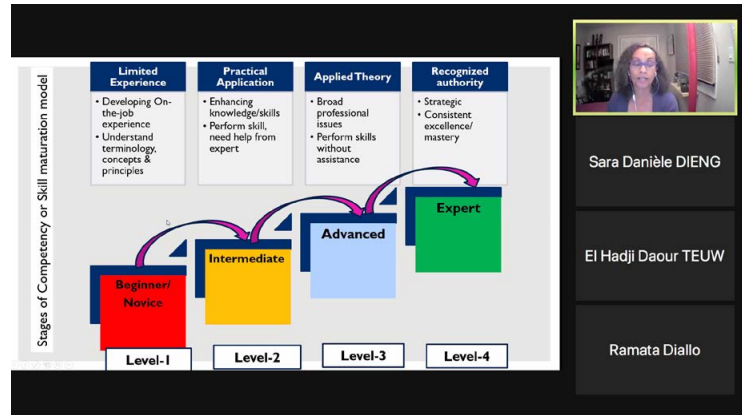 Stages of Competency or Skill maturation model
Limited
Experience
• Developing On-
the-job
experience
• Understand
terminology,
concepts &
principles
Practical
Application
• Enhancing
knowledge/skills
• Perform skill,
need help from
expert
Applied Theory
• Broad
professional
issues
• Perform skills
without
assistance
Recognized
authority
• Strategic
• Consistent
excellence/
mastery
Beginner/
Novice
Intermediate
Advanced
Expert
Level-1
Level-2
Level-3
Level-4
Sara Danièle DIENG
El Hadji Daour TEUW
Ramata Diallo